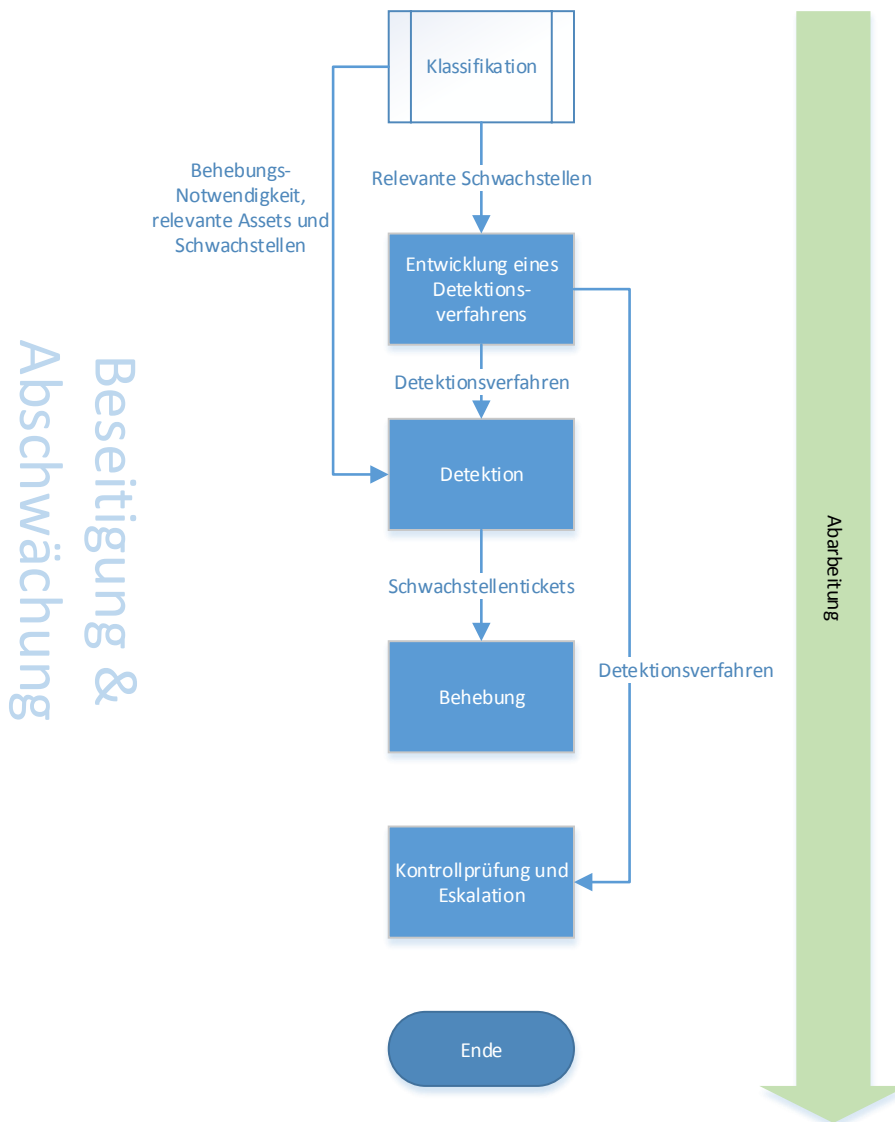 Klassifikation
Behebungs-
Notwendigkeit,
relevante Assets und
Schwachstellen
Relevante Schwachstellen
Entwicklung eines
Detektions-
verfahrens
Detektionsverfahren
Detektion
Schwachstellentickets
Behebung
Detektionsverfahren
Kontrollprüfung und
Eskalation
Ende
Beseitigung &
Abschwächung
Abarbeitung